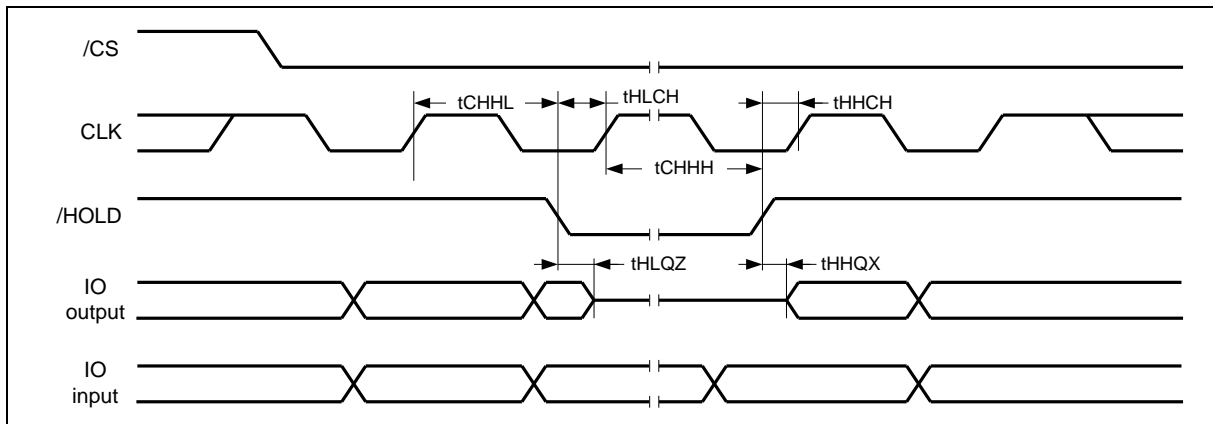 /CS
tCHHL
tHLCH
tHHCH
CLK
tCHHH
/HOLD
tHLQZ
tHHQX
IO
output
IO
input